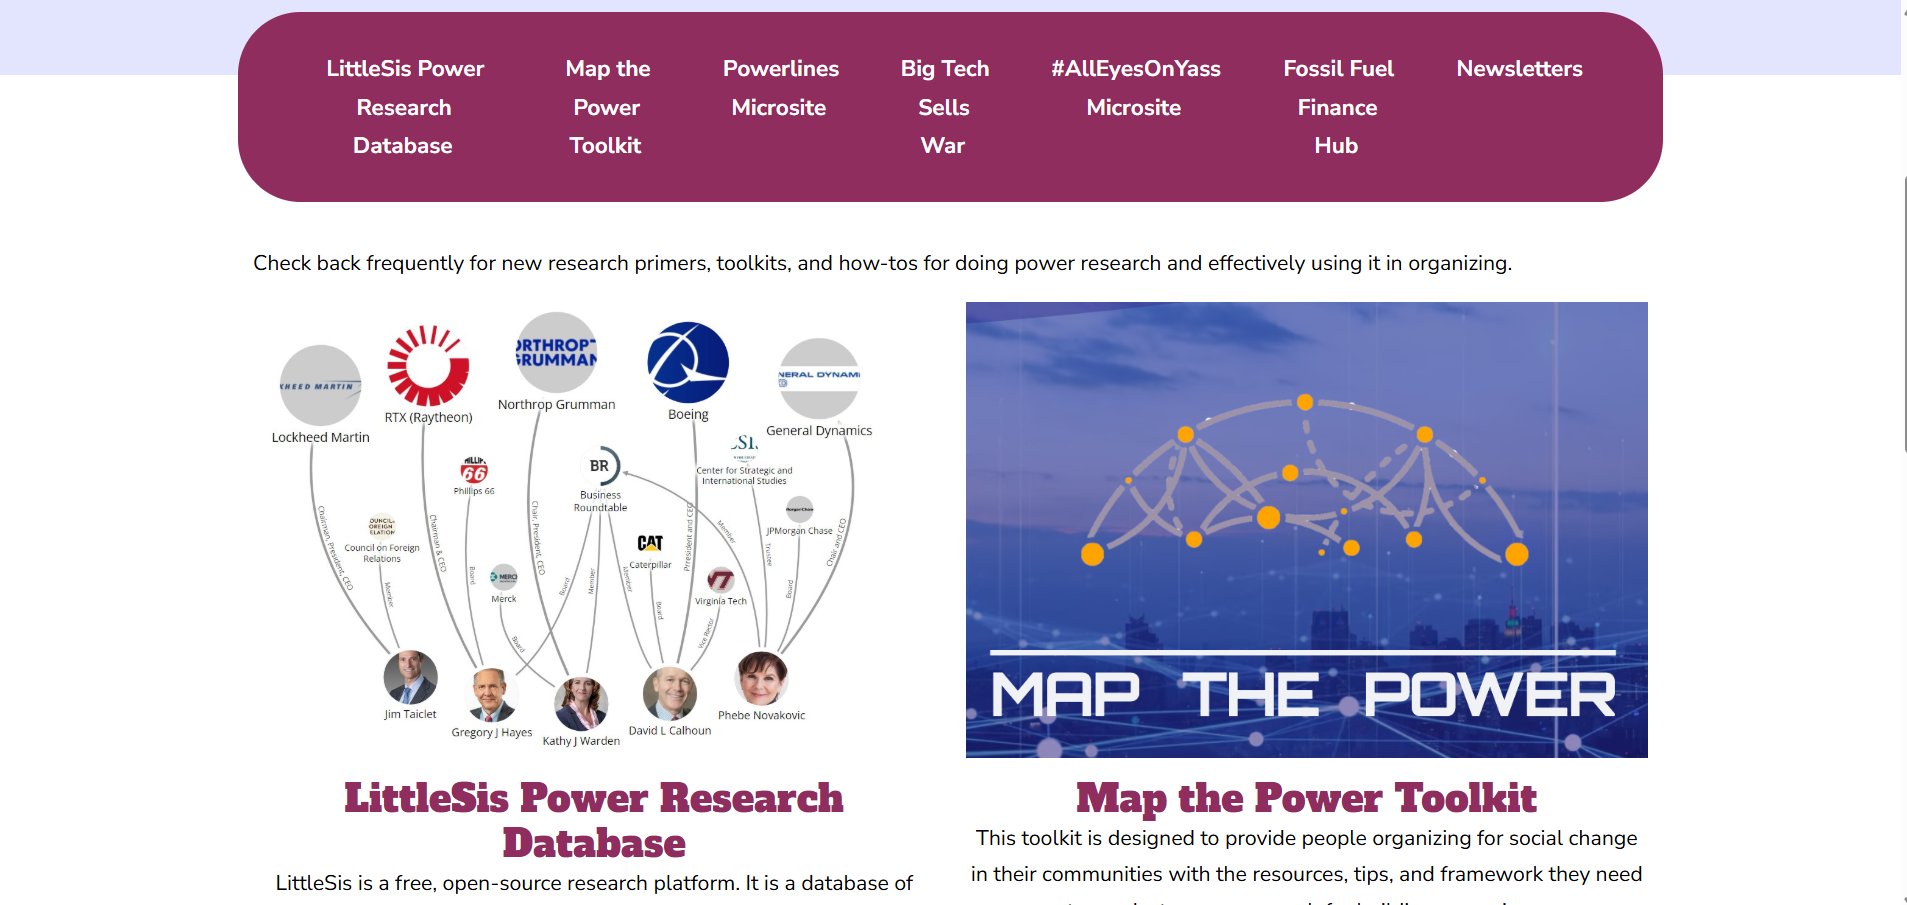 LittleSis Power
Research
Database
Map the
Power
Toolkit
Powerlines
Microsite
Big Tech
Sells
War
#AllEyesOnYass
Microsite
Fossil Fuel
Finance
Hub
Newsletters
Check back frequently for new research primers, toolkits, and how-tos for doing power research and effectively using it in organizing.
RTHROP
GRUMMAN
KHEED MARTIN
NERAL DYNAMI
Northrop Grumman
Boeing
RTX (Raytheon)
General Dynamics
Lockheed Martin
66
Phillips 66
BR
Business
Roundtable
Center for Strategic and
International Studies
JPMorgan Chase
Council on Foreign
Relations
CAT
Caterpillar
MERC
Merck
Virginia Tech
Chairman, President, CEO
Member
Chairman & CEO
Board
Board
Chair, President, CEO
Board
Member
Member
Board
President and CEO
Vice Rector
Member
Trustee
Board
Chair and CEO
Jim Taiclet
Gregory J Hayes
Kathy J Warden
David L Calhoun
Phebe Novakovic
MAP THE POWER
LittleSis Power Research
Database
LittleSis is a free, open-source research platform. It is a database of
Map the Power Toolkit
This toolkit is designed to provide people organizing for social change
in their communities with the resources, tips, and framework they need